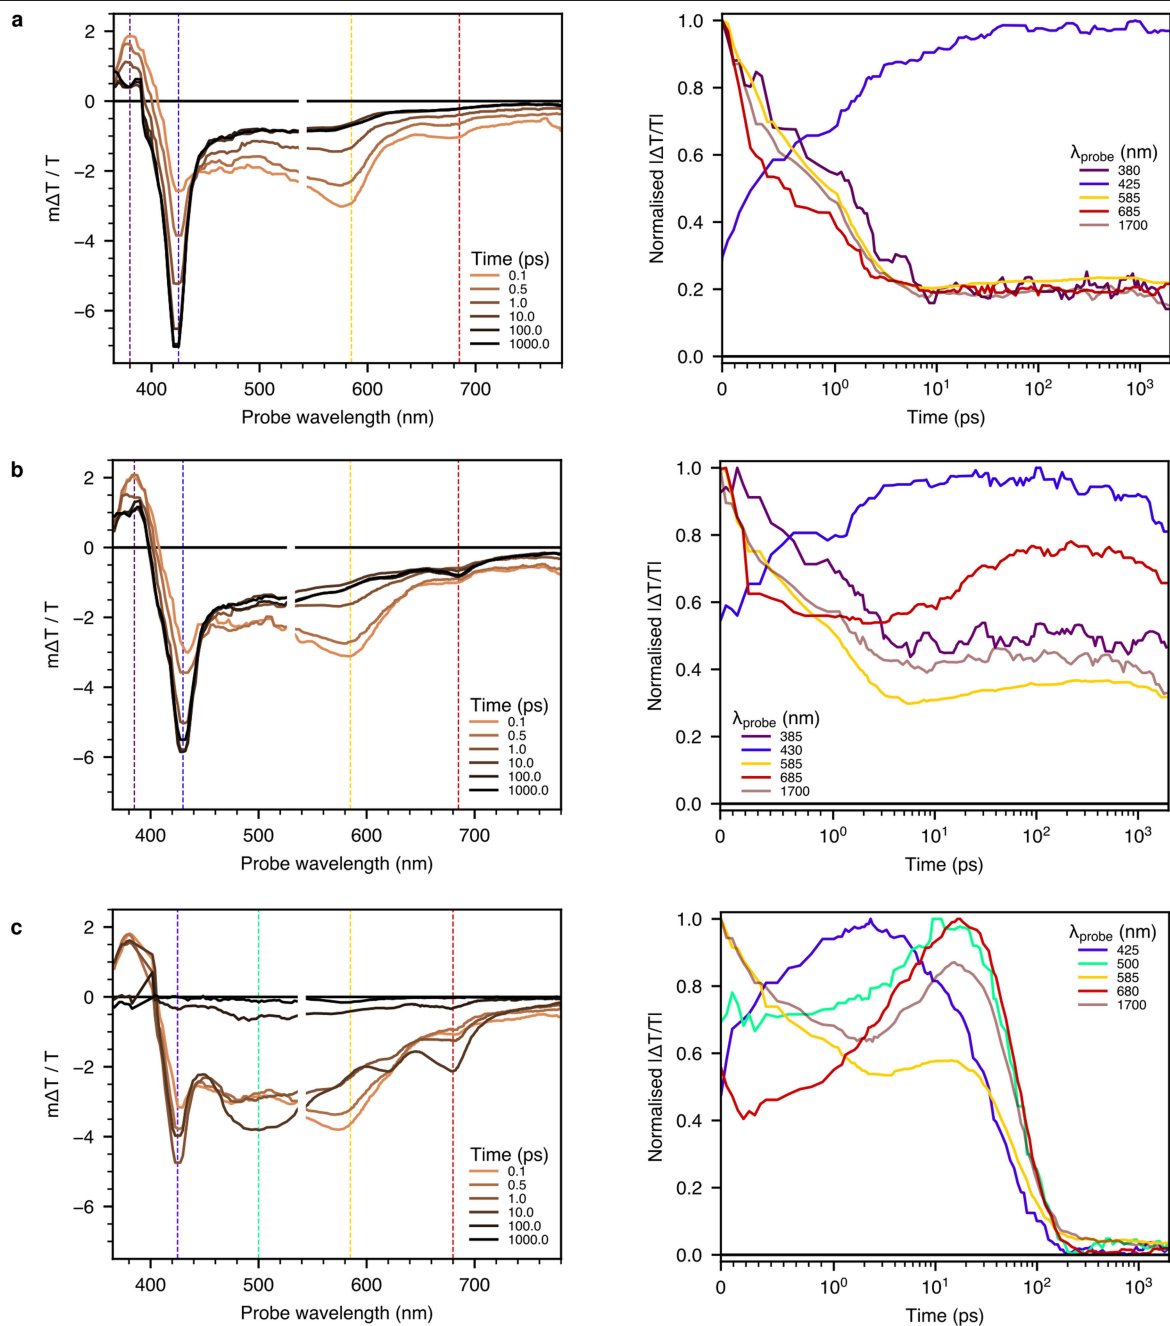 a
2
0
−2
−4
−6
mΔT / T
Time (ps)
0.1
0.5
1.0
10.0
100.0
1000.0
400 500 600 700
Probe wavelength (nm)
1.0
0.8
0.6
0.4
0.2
0.0
Normalised |ΔT/T|
λprobe (nm)
380
425
585
685
1700
0 10⁰ 10¹ 10² 10³
Time (ps)
b
2
0
−2
−4
−6
mΔT / T
Time (ps)
0.1
0.5
1.0
10.0
100.0
1000.0
400 500 600 700
Probe wavelength (nm)
1.0
0.8
0.6
0.4
0.2
0.0
Normalised |ΔT/T|
λprobe (nm)
385
430
585
685
1700
0 10⁰ 10¹ 10² 10³
Time (ps)
c
2
0
−2
−4
−6
mΔT / T
Time (ps)
0.1
0.5
1.0
10.0
100.0
1000.0
400 500 600 700
Probe wavelength (nm)
1.0
0.8
0.6
0.4
0.2
0.0
Normalised |ΔT/T|
λprobe (nm)
425
500
585
680
1700
0 10⁰ 10¹ 10² 10³
Time (ps)